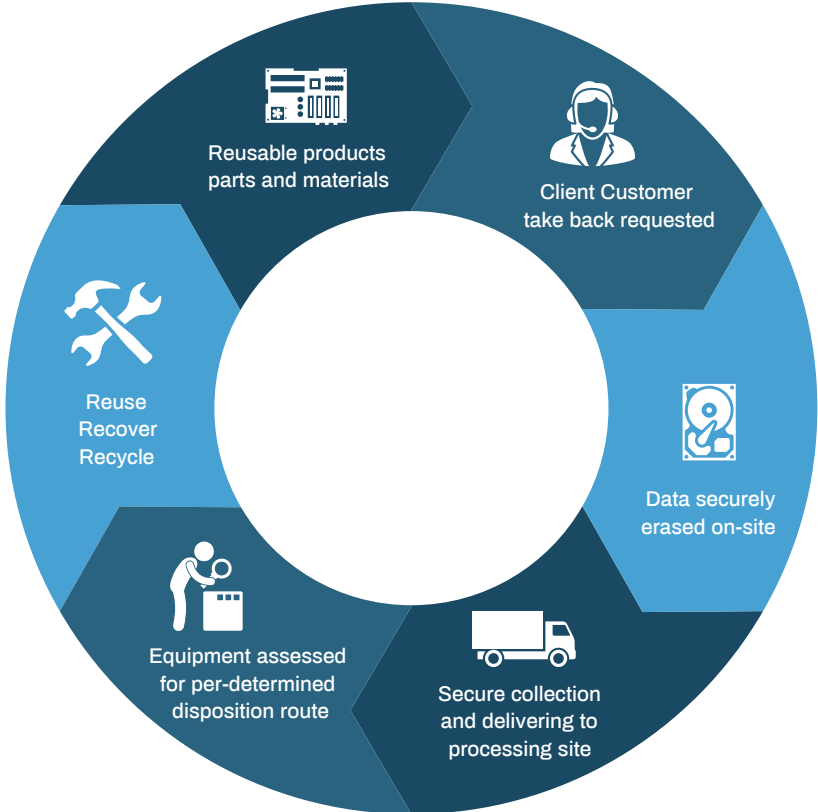 Reusable products
parts and materials
Client Customer
take back requested
Data securely
erased on-site
Secure collection
and delivering to
processing site
Equipment assessed
for per-determined
disposition route
Reuse
Recover
Recycle